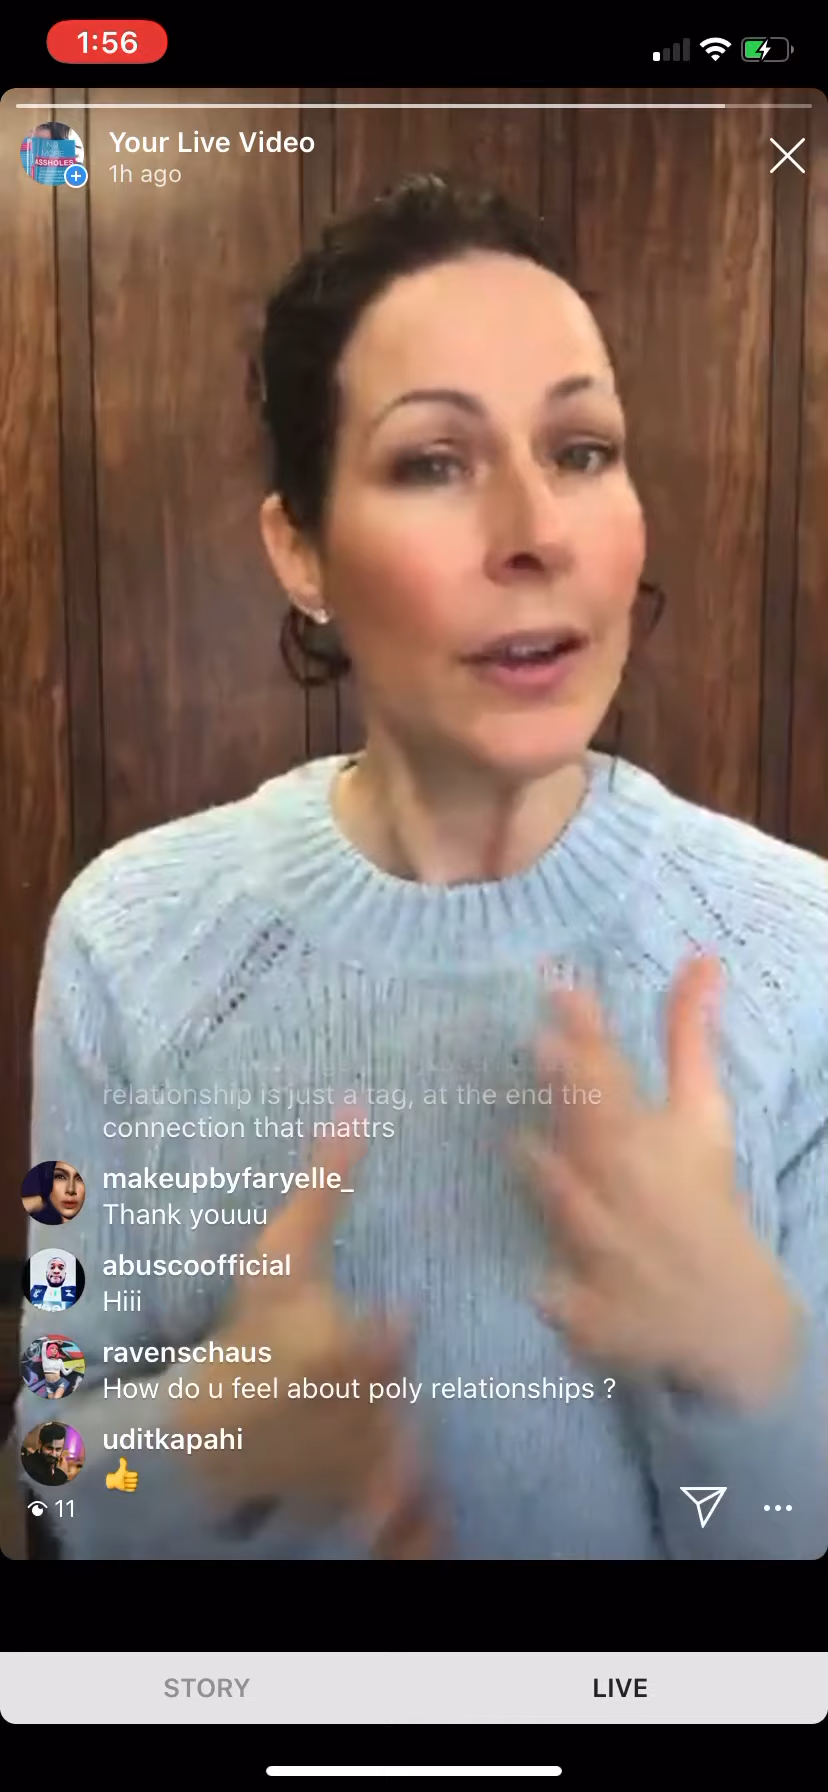 1:56
Your Live Video
1h ago
ASSHOLES
relationship is just a tag, at the end the
connection that mattrs
makeupbyfaryelle_
Thank youuu
abuscoofficial
Hiii
ravenschaus
How do u feel about poly relationships ?
uditkapahi
👍
11
STORY
LIVE